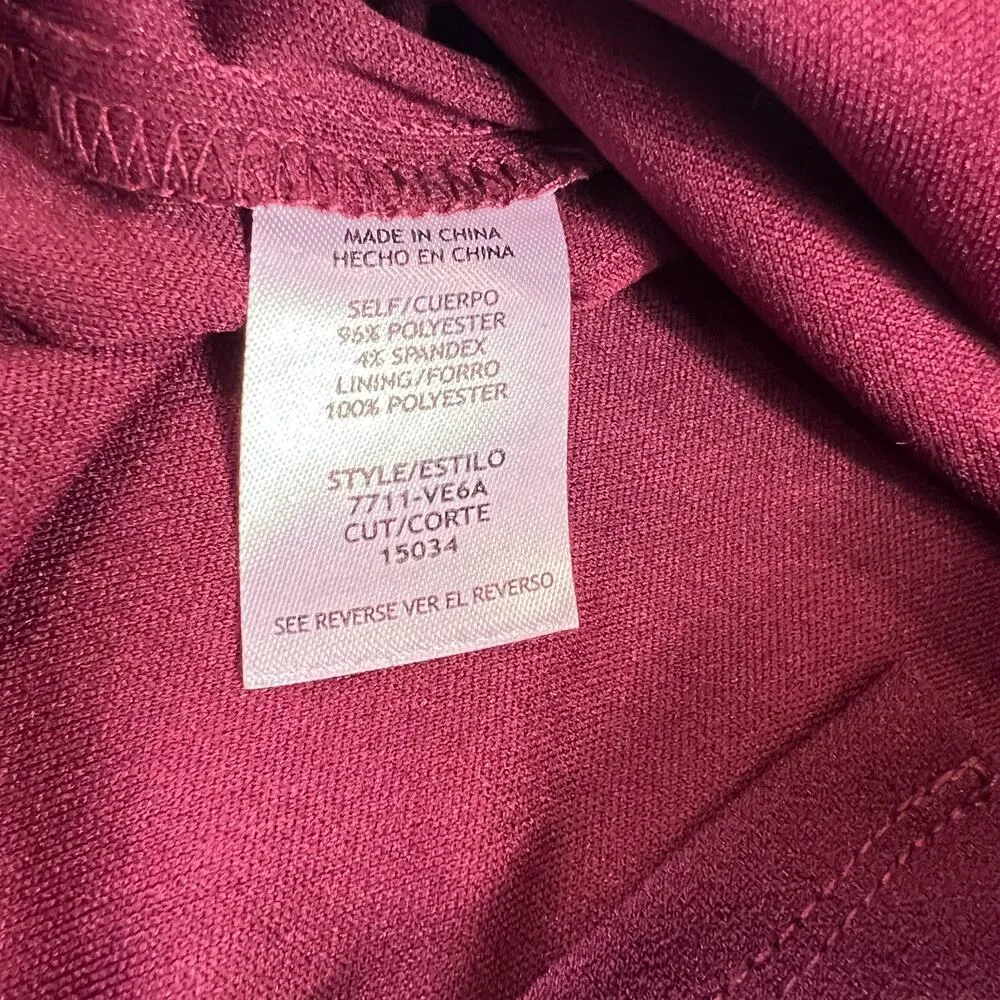 MADE IN CHINA
HECHO EN CHINA
SELF/CUERPO
96% POLYESTER
4% SPANDEX
LINING/FORRO
100% POLYESTER
STYLE/ESTILO
7711-VE6A
CUT/CORTE
15034
SEE REVERSE VER EL REVERSO